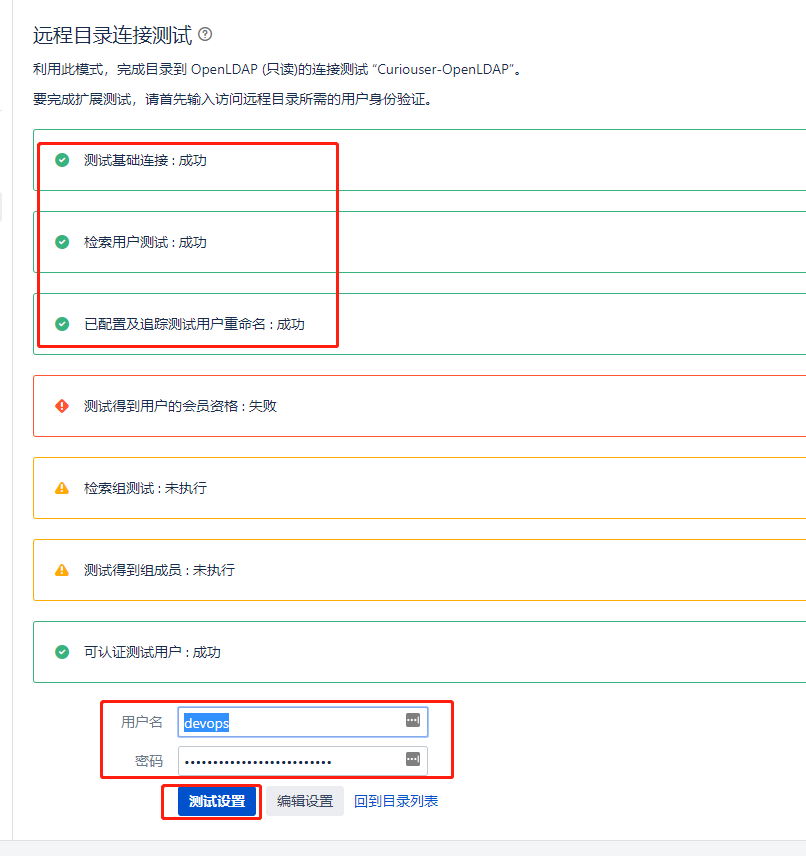 远程目录连接测试
利用此模式，完成目录到 OpenLDAP (只读)的连接测试 “Curiouser-OpenLDAP”。
要完成扩展测试，请首先输入访问远程目录所需的用户身份验证。
测试基础连接 : 成功
检索用户测试 : 成功
已配置及追踪测试用户重命名 : 成功
测试得到用户的会员资格 : 失败
检索组测试 : 未执行
测试得到组成员 : 未执行
可认证测试用户 : 成功
用户名 devops
密码 ••••••••••••••••••••••••••
测试设置 编辑设置 回到目录列表